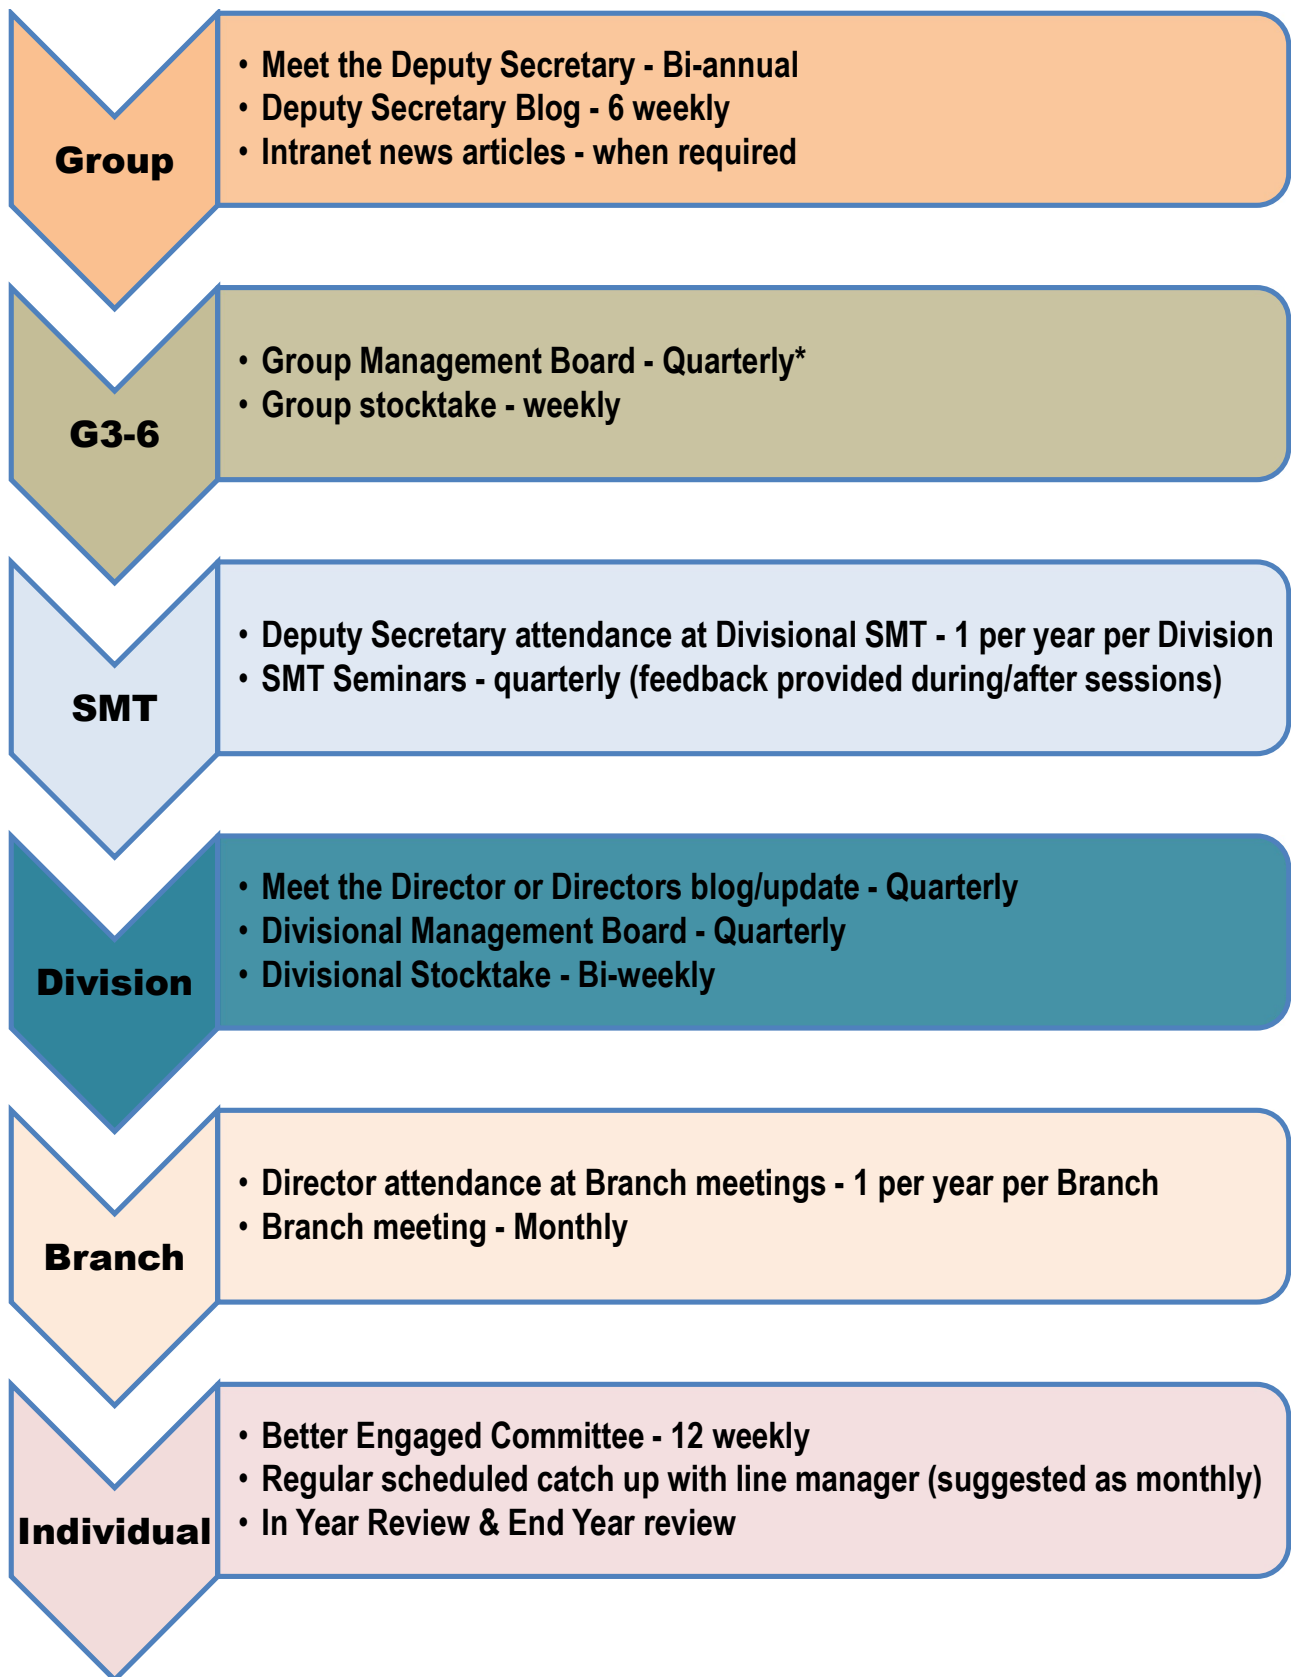 Group
• Meet the Deputy Secretary - Bi-annual
• Deputy Secretary Blog - 6 weekly
• Intranet news articles - when required
G3-6
• Group Management Board - Quarterly*
• Group stocktake - weekly
SMT
• Deputy Secretary attendance at Divisional SMT - 1 per year per Division
• SMT Seminars - quarterly (feedback provided during/after sessions)
Division
• Meet the Director or Directors blog/update - Quarterly
• Divisional Management Board - Quarterly
• Divisional Stocktake - Bi-weekly
Branch
• Director attendance at Branch meetings - 1 per year per Branch
• Branch meeting - Monthly
Individual
• Better Engaged Committee - 12 weekly
• Regular scheduled catch up with line manager (suggested as monthly)
• In Year Review & End Year review